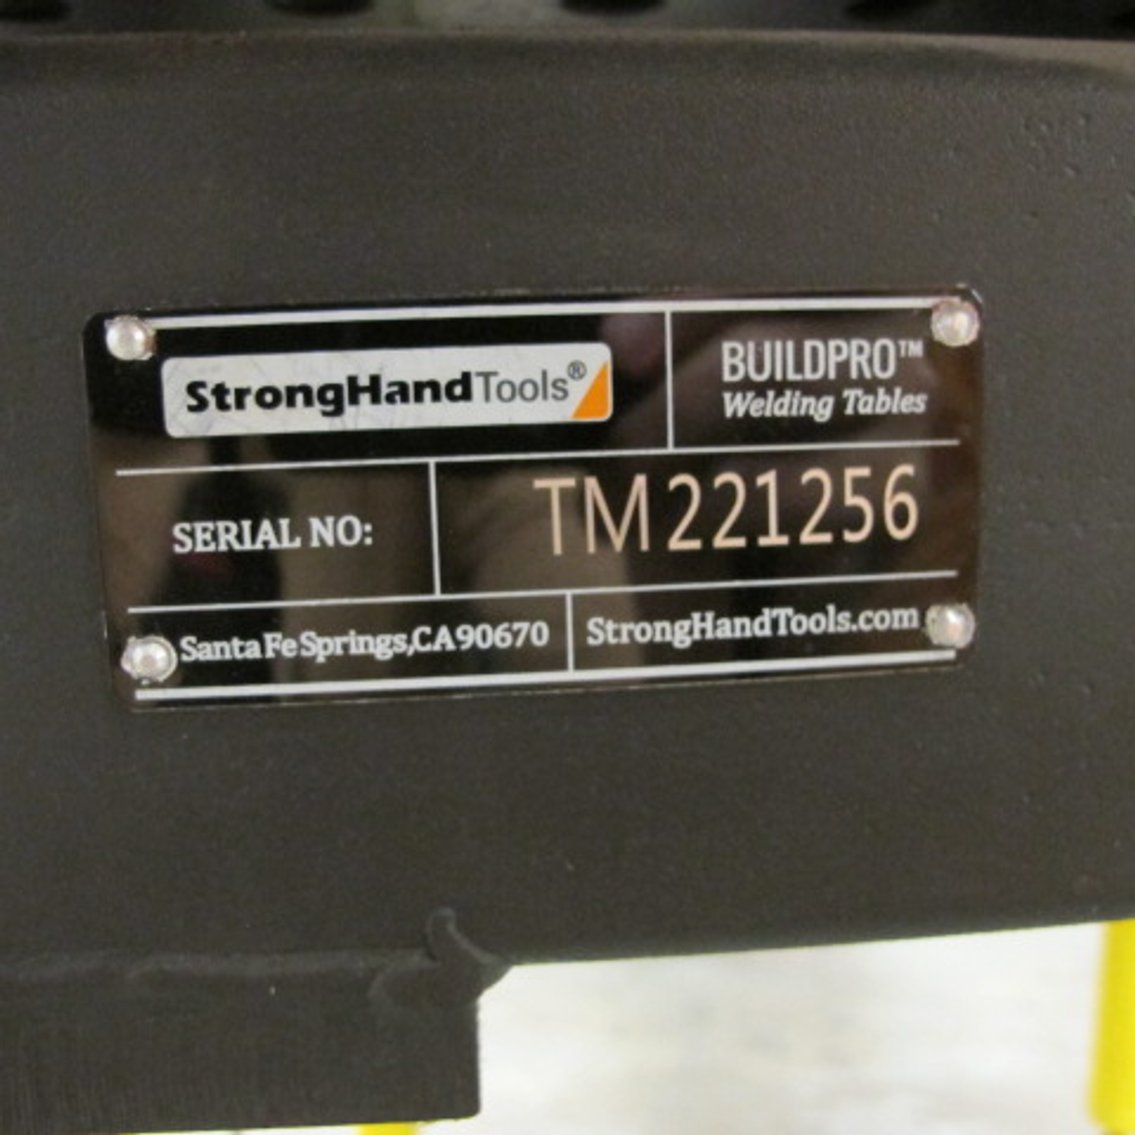 StrongHandTools®
BUILDPRO™
Welding Tables
SERIAL NO:
TM221256
Santa Fe Springs,CA90670
StrongHandTools.com